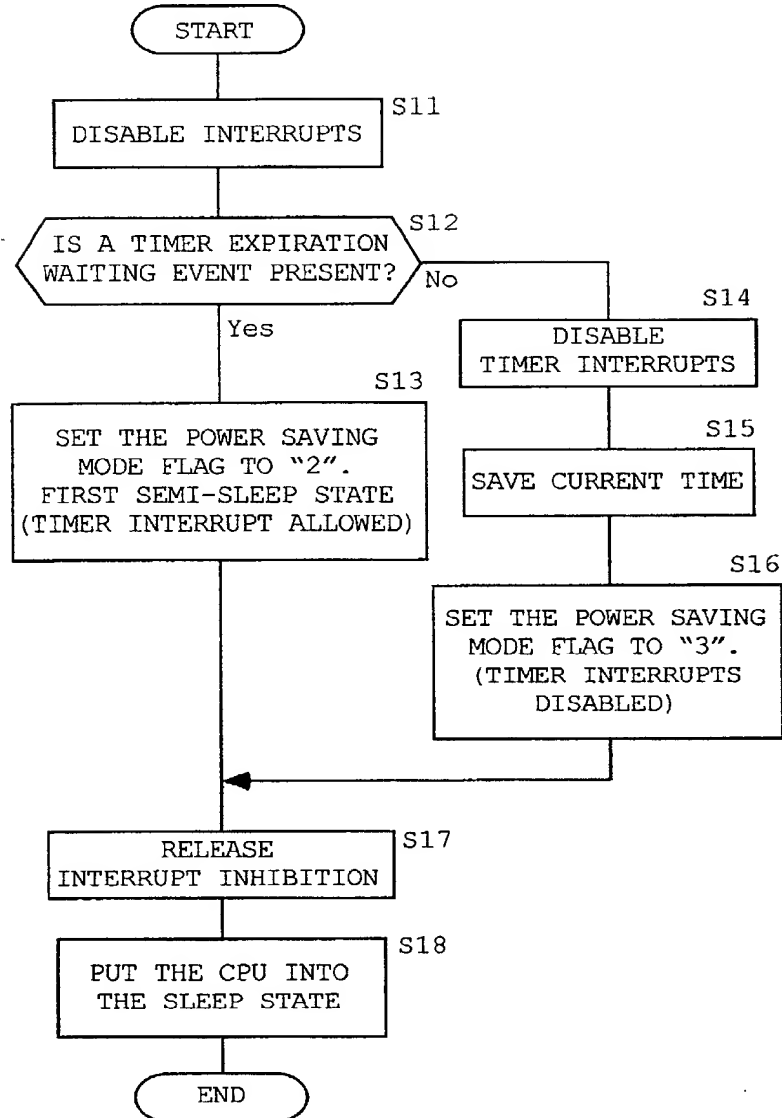 START
S11
DISABLE INTERRUPTS
S12
IS A TIMER EXPIRATION
WAITING EVENT PRESENT?
No
Yes
S14
DISABLE
TIMER INTERRUPTS
S13
SET THE POWER SAVING
MODE FLAG TO "2".
FIRST SEMI-SLEEP STATE
(TIMER INTERRUPT ALLOWED)
S15
SAVE CURRENT TIME
S16
SET THE POWER SAVING
MODE FLAG TO "3".
(TIMER INTERRUPTS
DISABLED)
S17
RELEASE
INTERRUPT INHIBITION
S18
PUT THE CPU INTO
THE SLEEP STATE
END